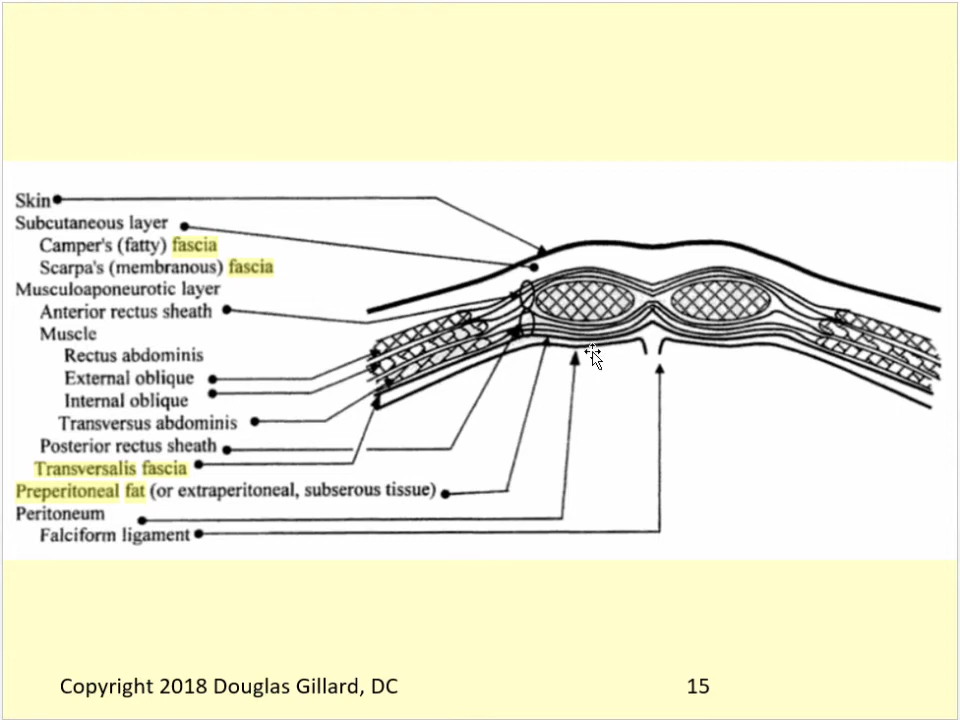 Skin
Subcutaneous layer
Camper's (fatty) fascia
Scarpa's (membranous) fascia
Musculoaponeurotic layer
Anterior rectus sheath
Muscle
Rectus abdominis
External oblique
Internal oblique
Transversus abdominis
Posterior rectus sheath
Transversalis fascia
Preperitoneal fat (or extraperitoneal, subserous tissue)
Peritoneum
Falciform ligament
Copyright 2018 Douglas Gillard, DC
15